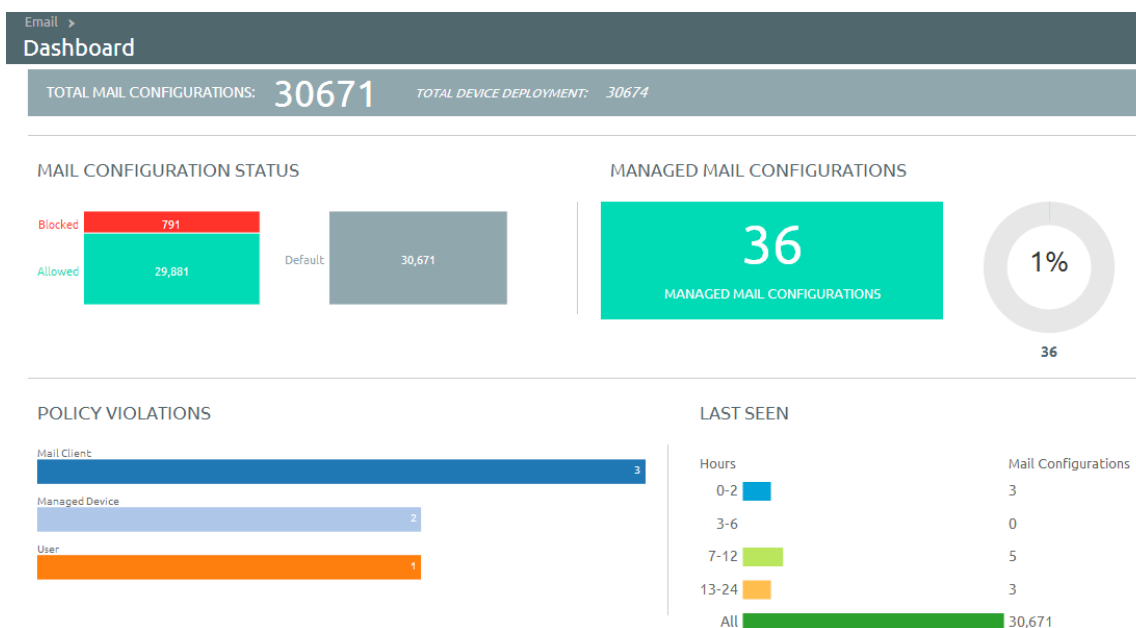 Email >
Dashboard
TOTAL MAIL CONFIGURATIONS: 30671 TOTAL DEVICE DEPLOYMENT: 30674
MAIL CONFIGURATION STATUS
Blocked 791
Allowed 29,881
Default 30,671
MANAGED MAIL CONFIGURATIONS
36
MANAGED MAIL CONFIGURATIONS
1%
36
POLICY VIOLATIONS
Mail Client
3
Managed Device
2
User
1
LAST SEEN
Hours Mail Configurations
0-2 3
3-6 0
7-12 5
13-24 3
All 30,671